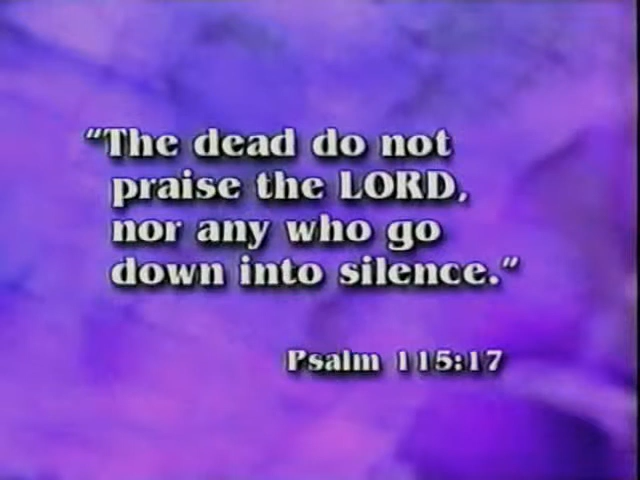 “The dead do not
praise the LORD,
nor any who go
down into silence.”
Psalm 115:17